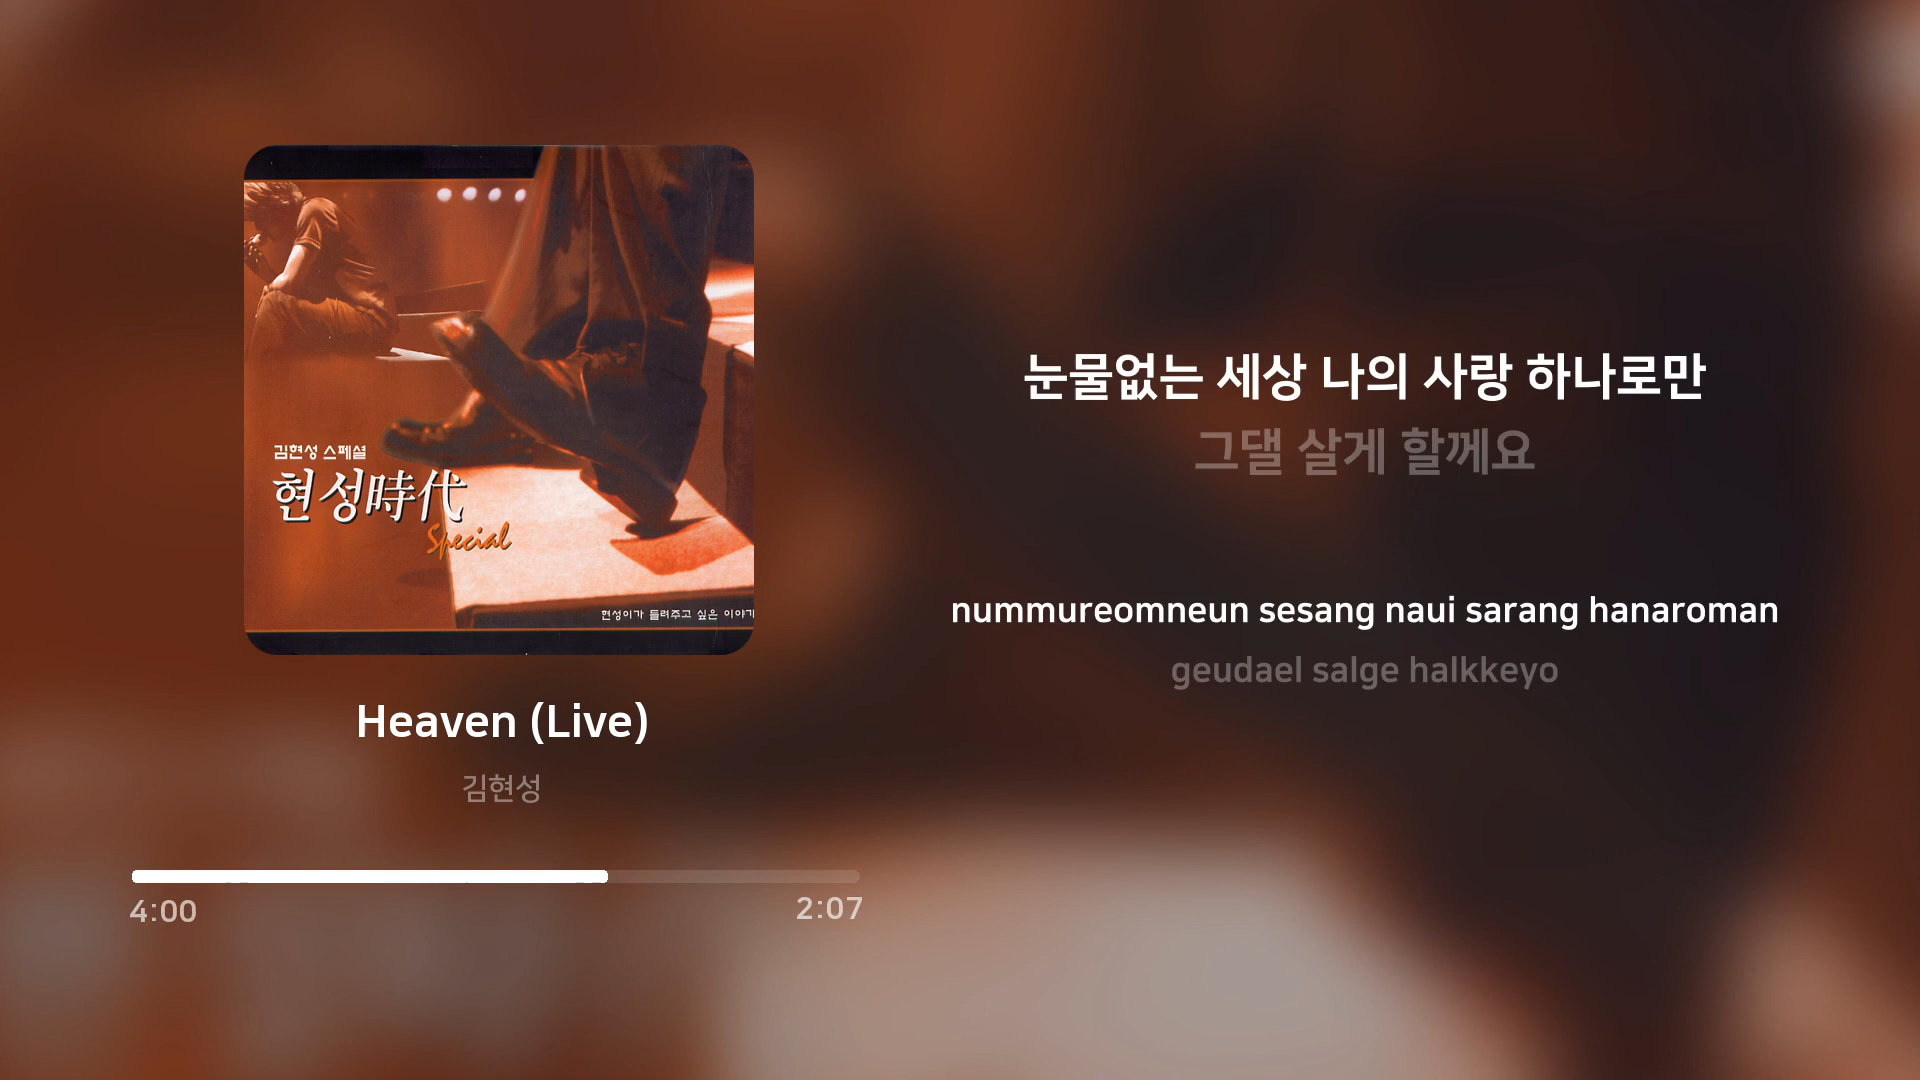 김현성 스페셜
현성時代
Special
현성이가 들려주고 싶은 이야기
Heaven (Live)
김현성
4:00
2:07
눈물없는 세상 나의 사랑 하나로만
그댈 살게 할께요
nummureomneun sesang naui sarang hanaroman
geudael salge halkkeyo